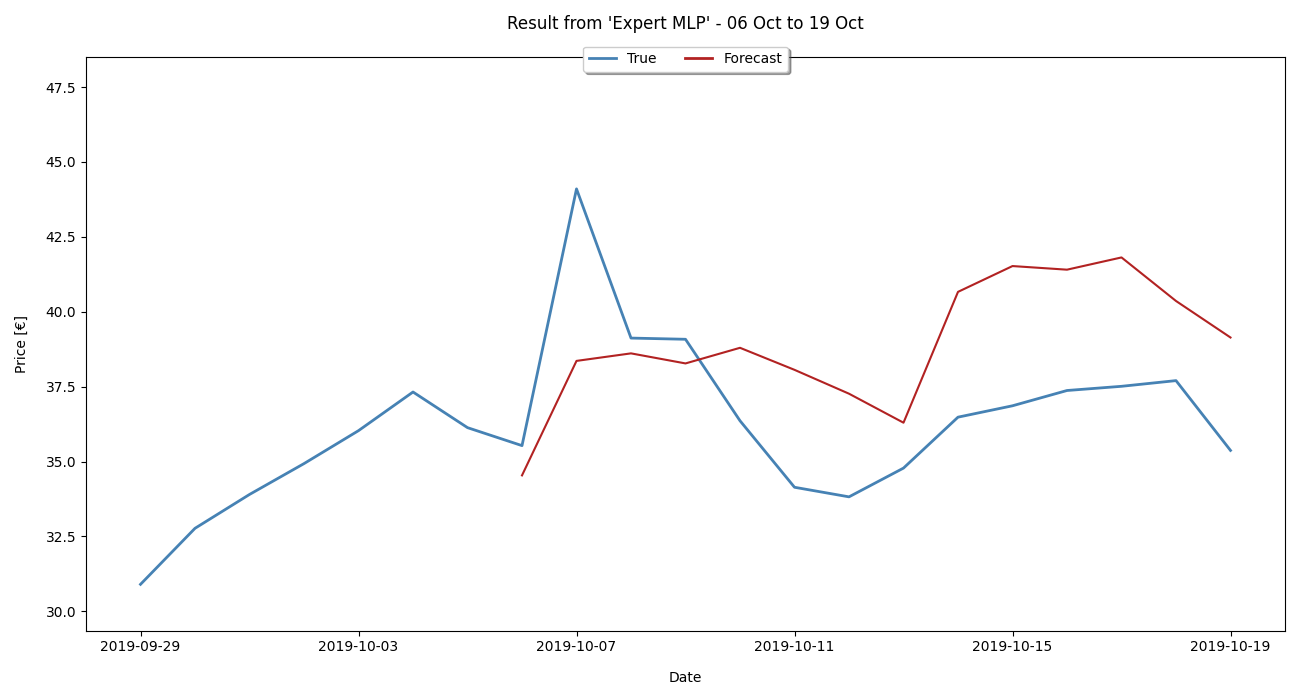 Result from 'Expert MLP' - 06 Oct to 19 Oct
True Forecast
47.5
45.0
42.5
40.0
37.5
35.0
32.5
30.0
Price [€]
2019-09-29 2019-10-03 2019-10-07 2019-10-11 2019-10-15 2019-10-19
Date